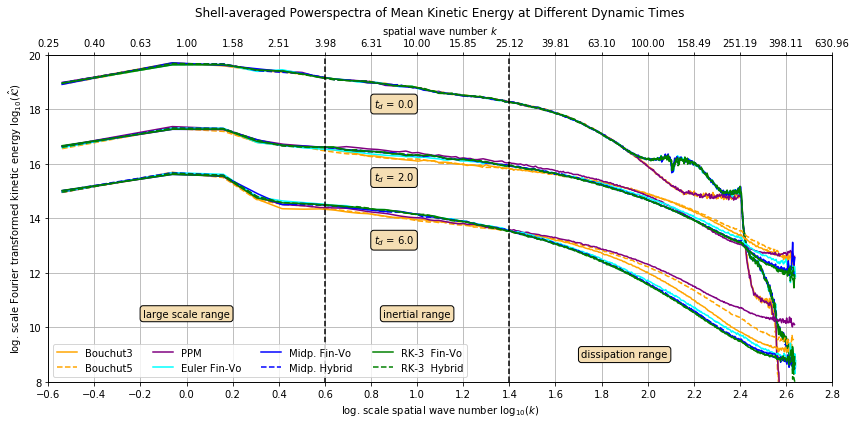 Shell-averaged Powerspectra of Mean Kinetic Energy at Different Dynamic Times
spatial wave number k
0.25 0.40 0.63 1.00 1.58 2.51 3.98 6.31 10.00 15.85 25.12 39.81 63.10 100.00 158.49 251.19 398.11 630.96
log. scale Fourier transformed kinetic energy log₁₀(k̂)
20
18
16
14
12
10
8
t_d = 0.0
t_d = 2.0
t_d = 6.0
large scale range
inertial range
dissipation range
Bouchut3 PPM Midp. Fin-Vo RK-3 Fin-Vo
Bouchut5 Euler Fin-Vo Midp. Hybrid RK-3 Hybrid
−0.6 −0.4 −0.2 0.0 0.2 0.4 0.6 0.8 1.0 1.2 1.4 1.6 1.8 2.0 2.2 2.4 2.6 2.8
log. scale spatial wave number log₁₀(k)